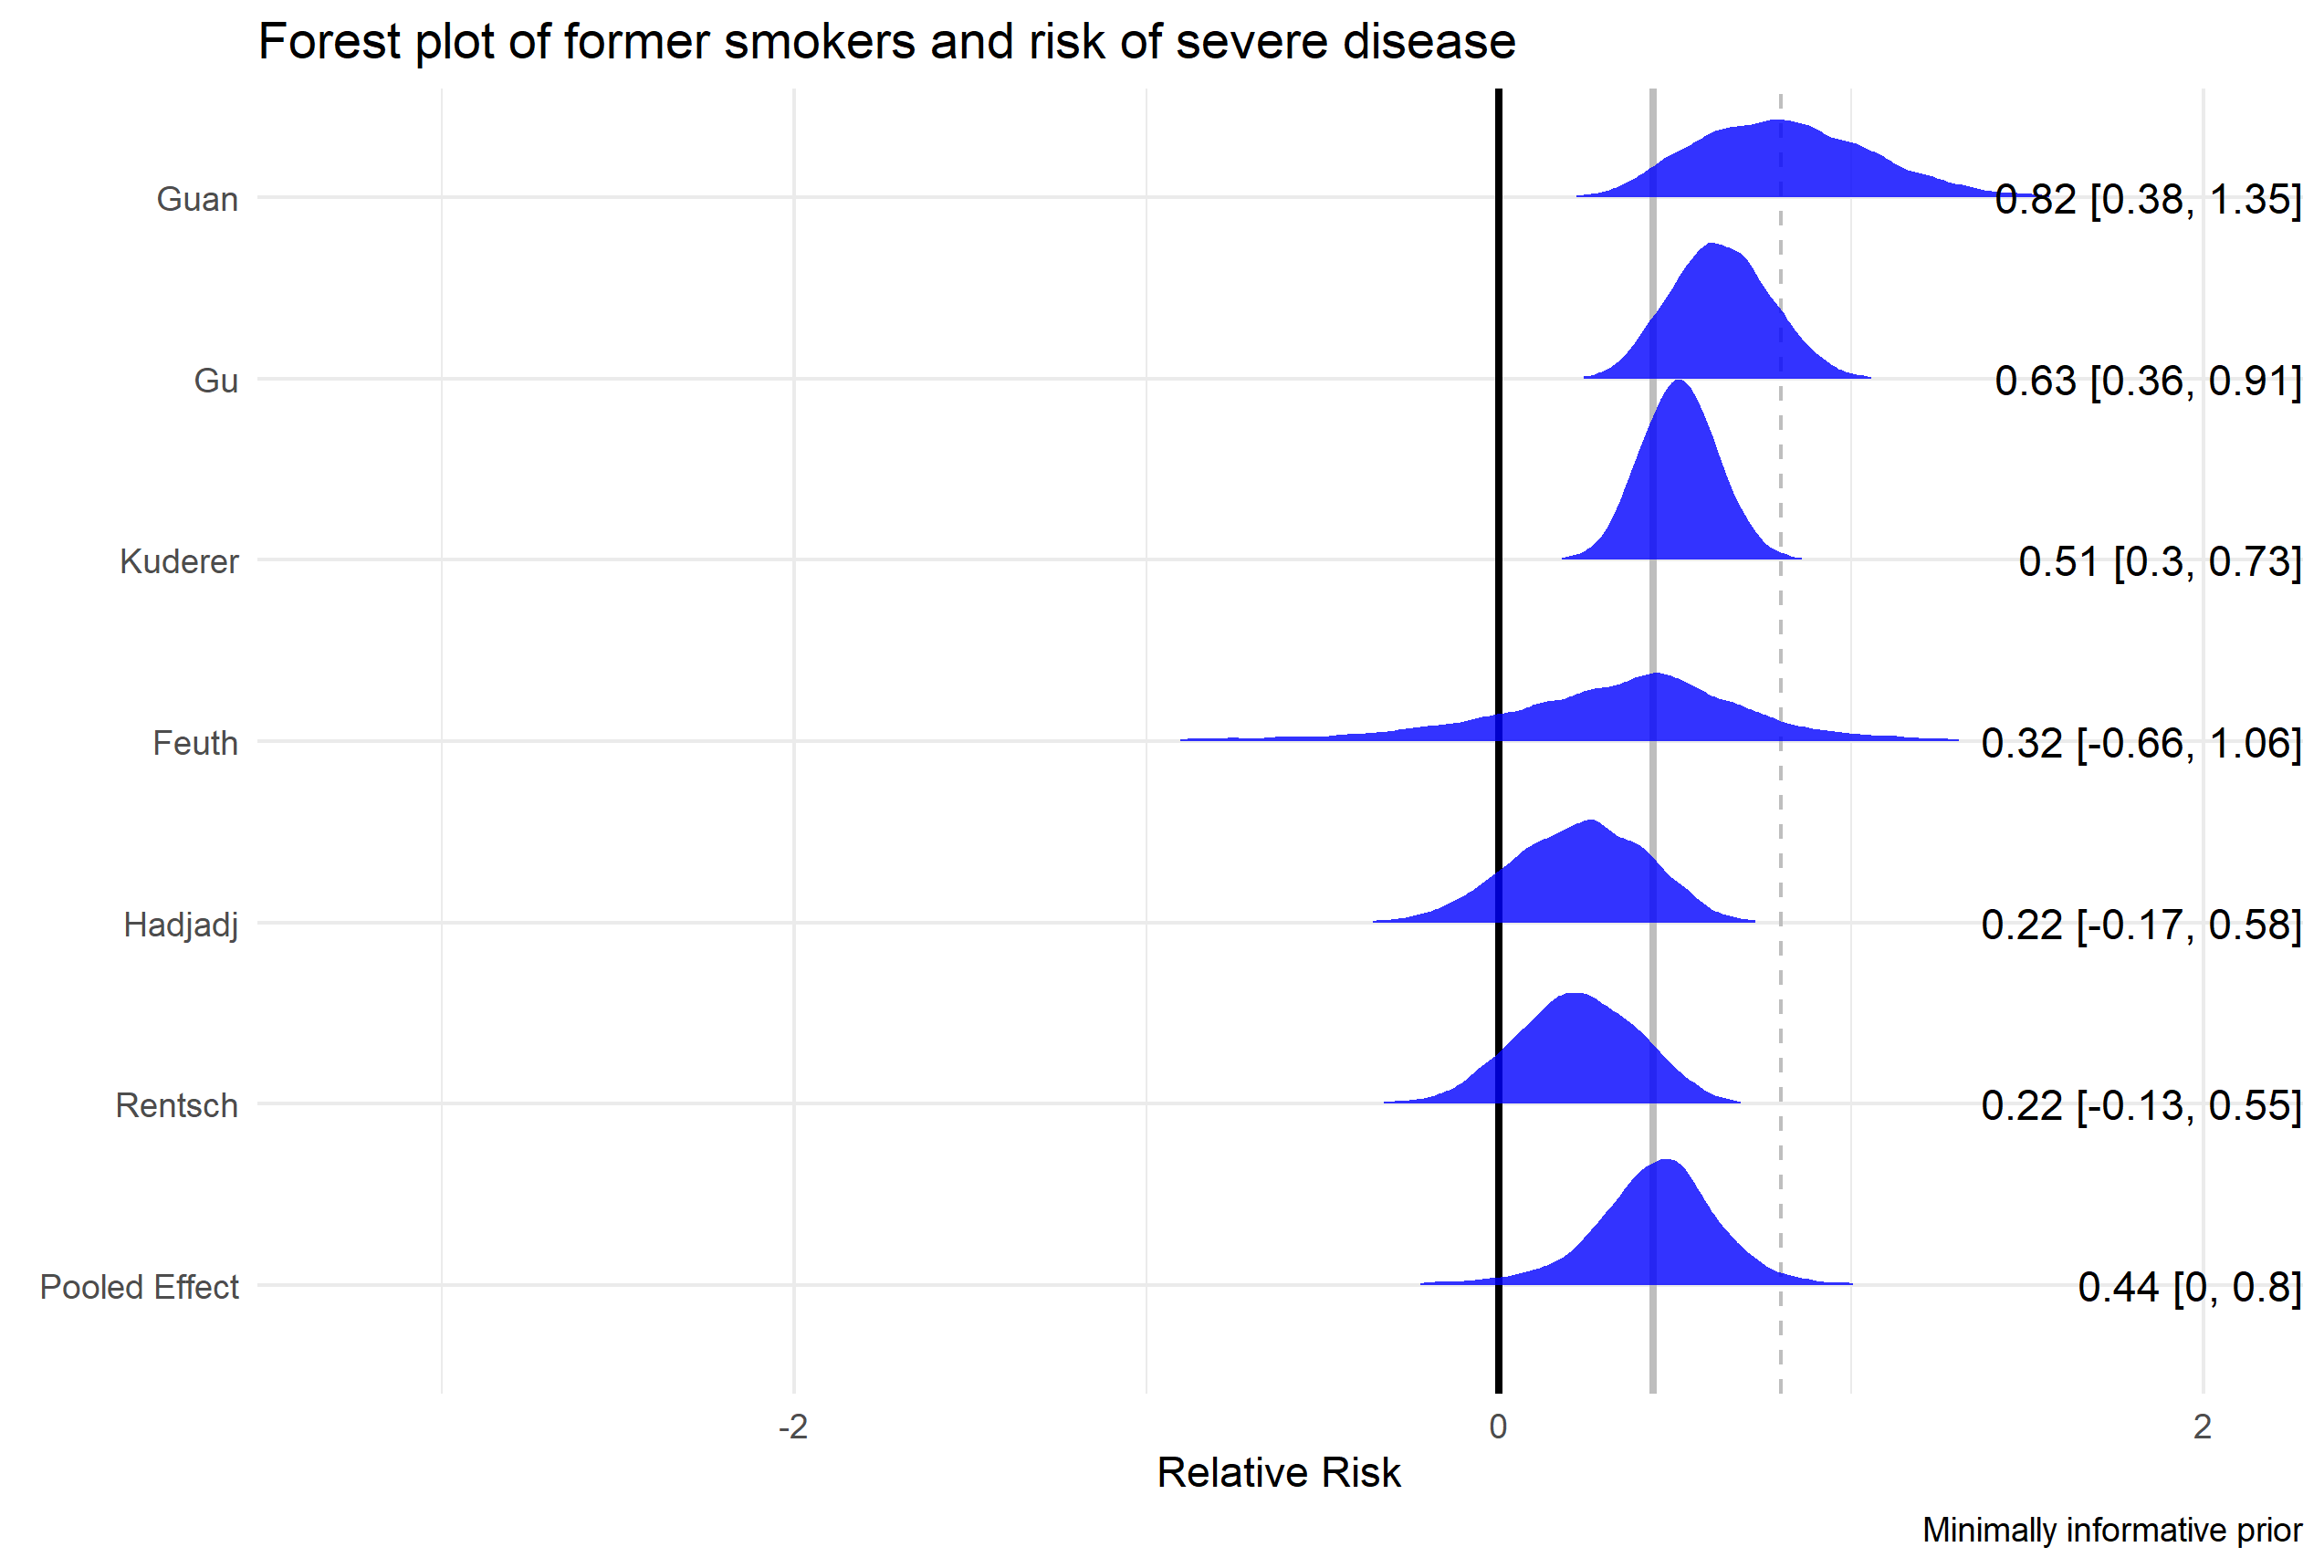 Forest plot of former smokers and risk of severe disease
Guan 0.82 [0.38, 1.35]
Gu 0.63 [0.36, 0.91]
Kuderer 0.51 [0.3, 0.73]
Feuth 0.32 [-0.66, 1.06]
Hadjadj 0.22 [-0.17, 0.58]
Rentsch 0.22 [-0.13, 0.55]
Pooled Effect 0.44 [0, 0.8]
-2 0 2
Relative Risk
Minimally informative prior